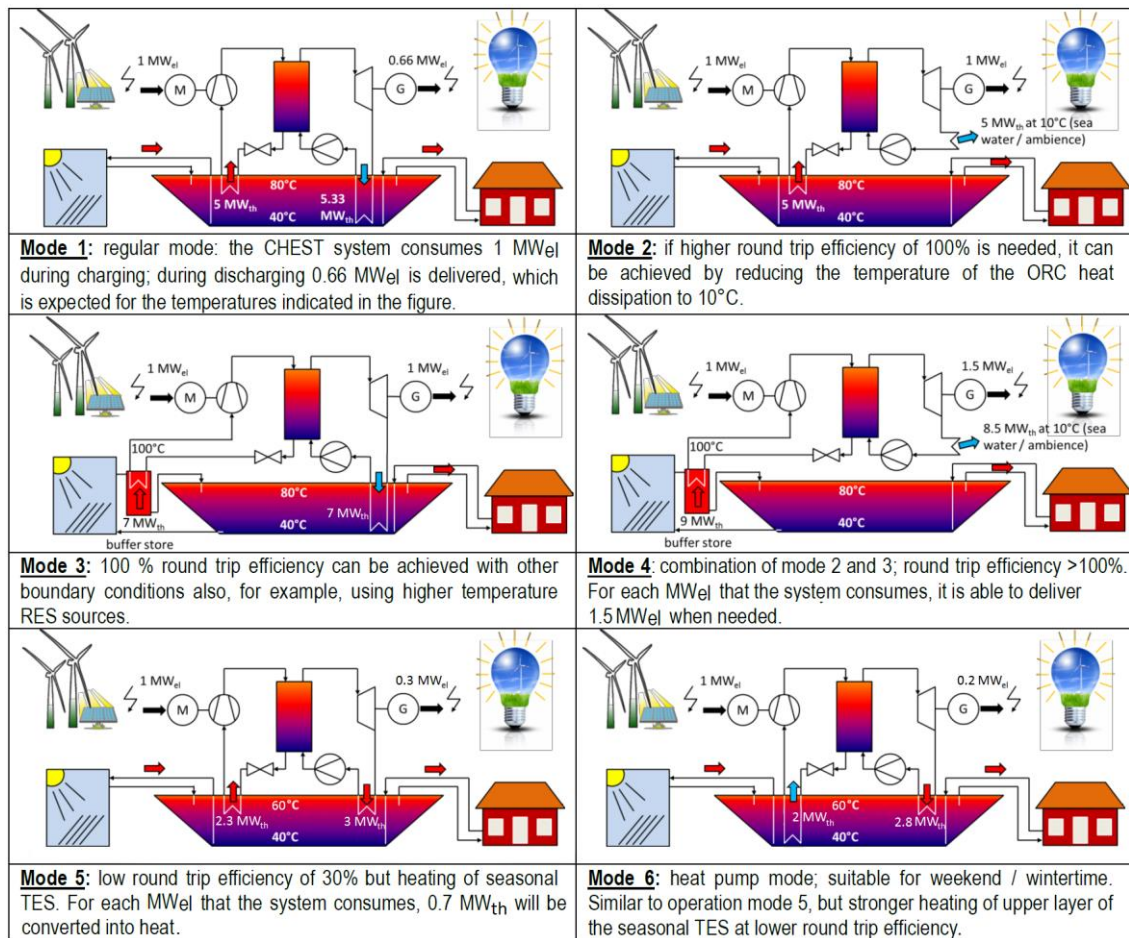 1 MWel
0.66 MWel
M
G
80°C
5 MWth
5.33
MWth
40°C
Mode 1: regular mode: the CHEST system consumes 1 MWel
during charging; during discharging 0.66 MWel is delivered, which
is expected for the temperatures indicated in the figure.
1 MWel
1 MWel
M
G
5 MWth at 10°C (sea
water / ambience)
80°C
5 MWth
40°C
Mode 2: if higher round trip efficiency of 100% is needed, it can
be achieved by reducing the temperature of the ORC heat
dissipation to 10°C.
1 MWel
1 MWel
M
G
100°C
80°C
7 MWth
7 MWth
40°C
buffer store
Mode 3: 100 % round trip efficiency can be achieved with other
boundary conditions also, for example, using higher temperature
RES sources.
1 MWel
1.5 MWel
M
G
8.5 MWth at 10°C (sea
water / ambience)
100°C
80°C
9 MWth
40°C
buffer store
Mode 4: combination of mode 2 and 3; round trip efficiency >100%.
For each MWel that the system consumes, it is able to deliver
1.5 MWel when needed.
1 MWel
0.3 MWel
M
G
60°C
2.3 MWth
3 MWth
40°C
Mode 5: low round trip efficiency of 30% but heating of seasonal
TES. For each MWel that the system consumes, 0.7 MWth will be
converted into heat.
1 MWel
0.2 MWel
M
G
60°C
2 MWth
2.8 MWth
40°C
Mode 6: heat pump mode; suitable for weekend / wintertime.
Similar to operation mode 5, but stronger heating of upper layer of
the seasonal TES at lower round trip efficiency.